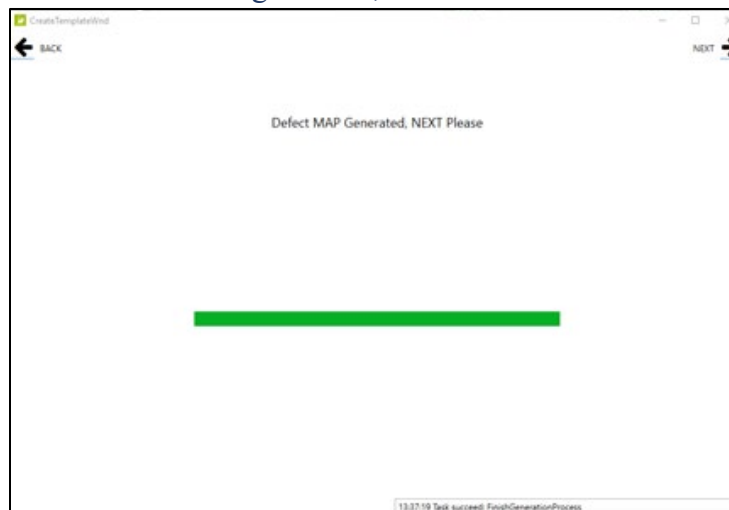 CreateTemplateWnd
BACK
NEXT
Defect MAP Generated, NEXT Please
13:37:19 Task succeed: FinishGenerationProcess